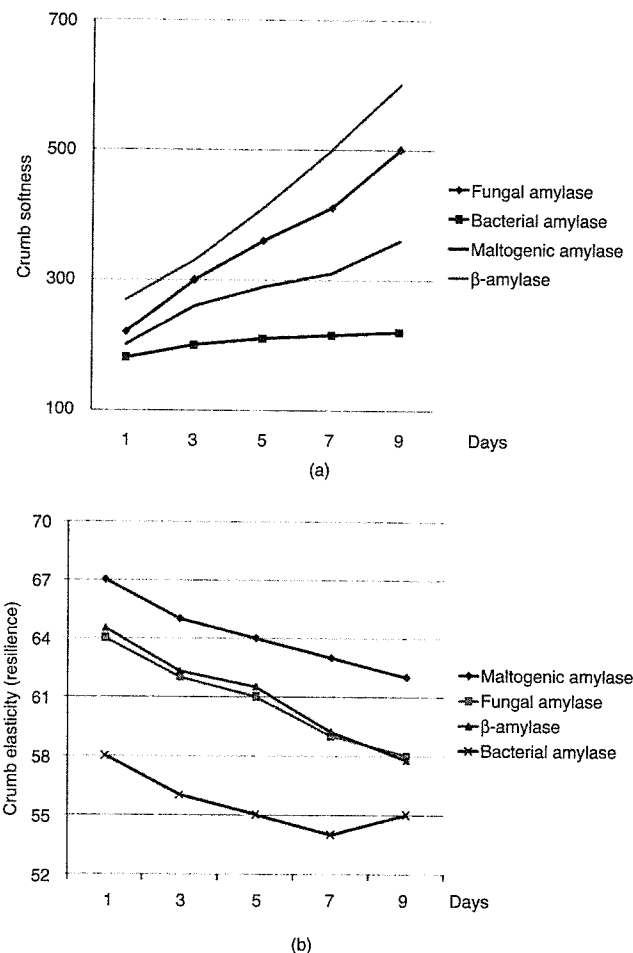 700
500
300
100
Crumb softness
1 3 5 7 9 Days
Fungal amylase
Bacterial amylase
Maltogenic amylase
β-amylase
(a)
70
67
64
61
58
55
52
Crumb elasticity (resilience)
1 3 5 7 9 Days
Maltogenic amylase
Fungal amylase
β-amylase
Bacterial amylase
(b)